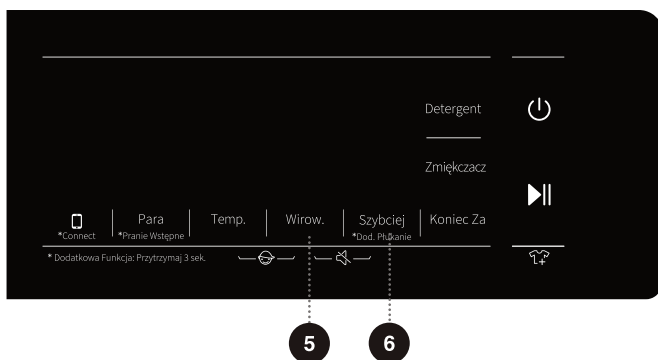 Detergent
Zmiękczacz
Para
Temp.
Wirow.
Szybciej
Koniec Za
*Connect
*Pranie Wstępne
*Dod. Płukanie
* Dodatkowa Funkcja: Przytrzymaj 3 sek.
5
6